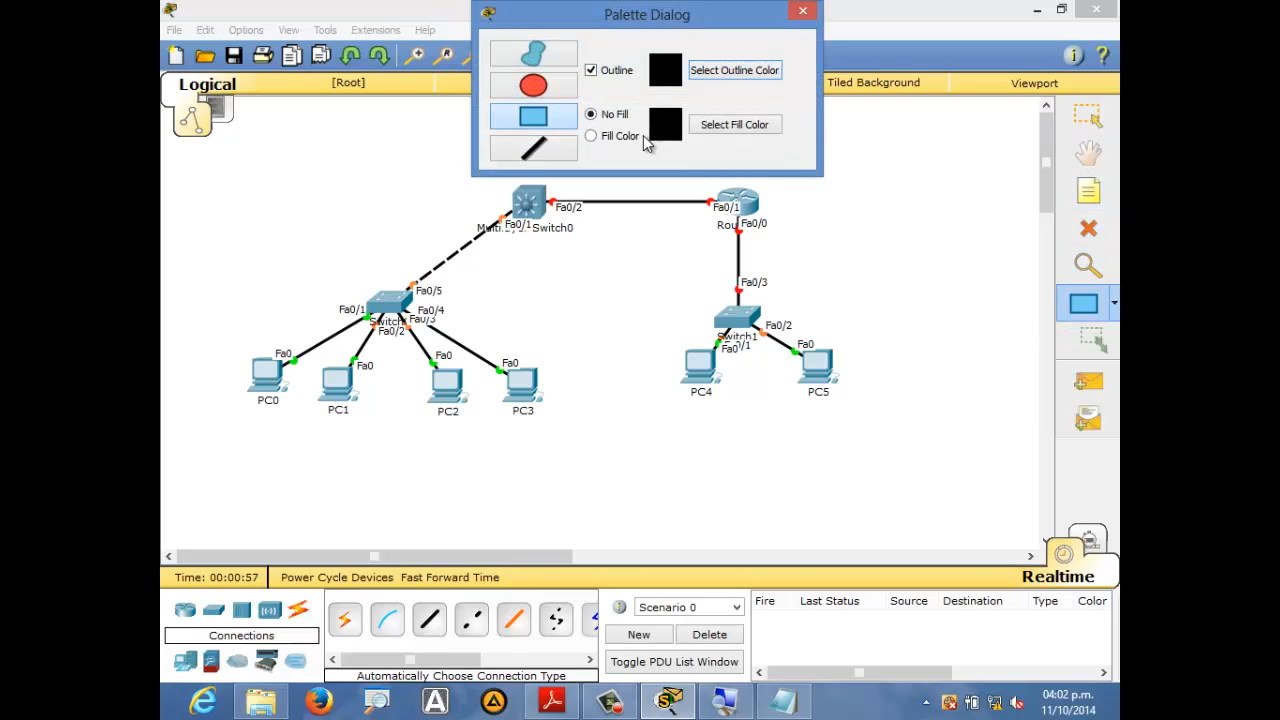 Palette Dialog
File Edit Options View Tools Extensions Help
Outline
Select Outline Color
Logical
[Root]
Tiled Background
Viewport
No Fill
Fill Color
Select Fill Color
Fa0/2
Fa0/1
Fa0/1
Fa0/0
Switch0
Fa0/5
Fa0/3
Fa0/1
Fa0/4
Fa0/3
Fa0/2
Fa0/2
Switch1
Fa0
Fa0
Fa0
Fa0
Fa0
Fa0
PC0
PC1
PC2
PC3
PC4
PC5
Time: 00:00:57
Power Cycle Devices Fast Forward Time
Realtime
Connections
Scenario 0
New
Delete
Toggle PDU List Window
Fire Last Status Source Destination Type Color
Automatically Choose Connection Type
04:02 p.m.
11/10/2014